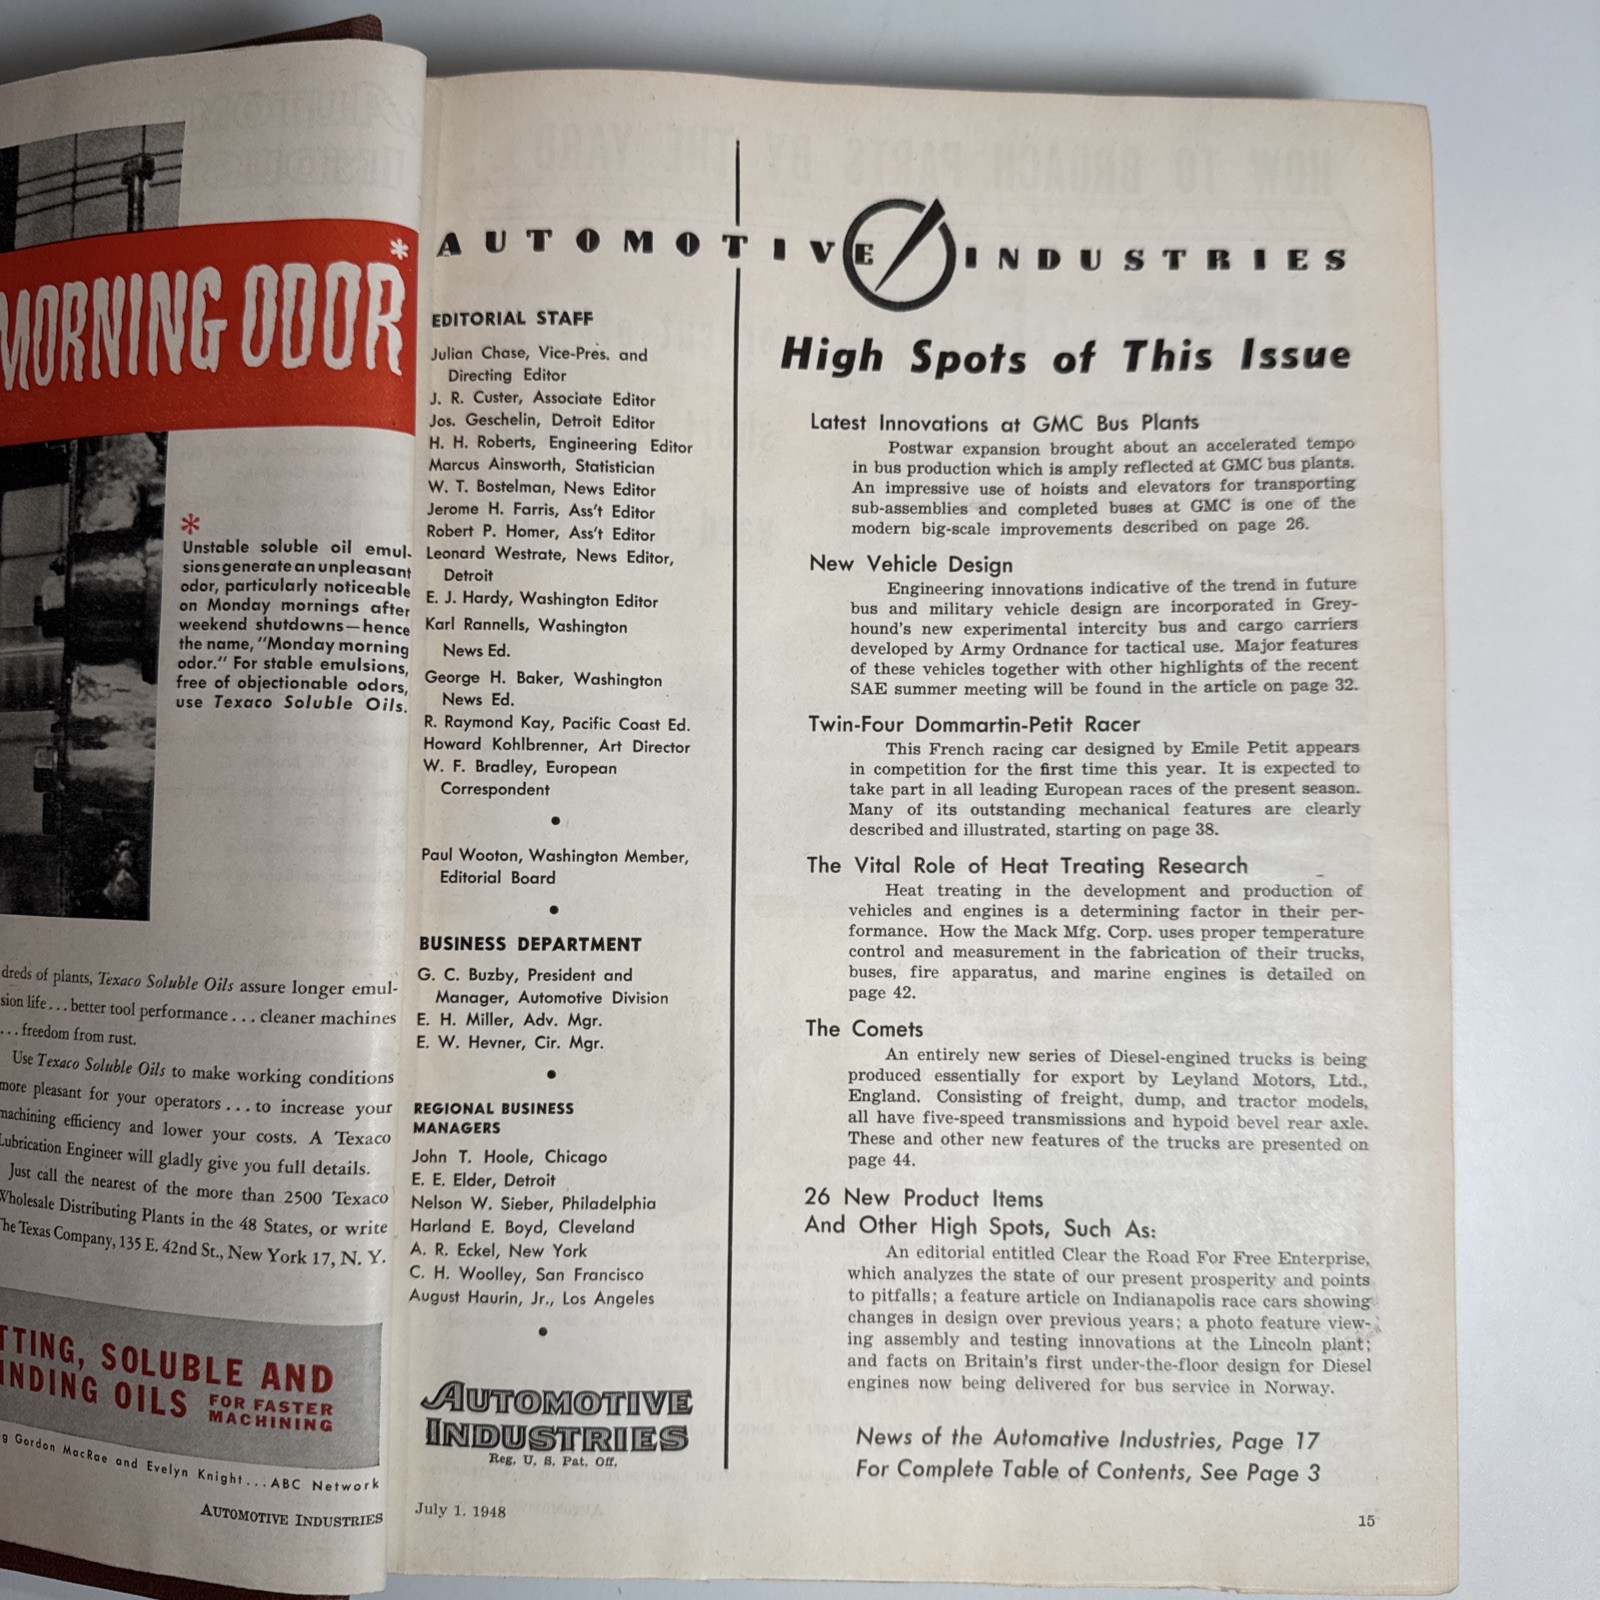 MORNING ODOR*
*
Unstable soluble oil emul-
sions generate an unpleasant
odor, particularly noticeable
on Monday mornings after
weekend shutdowns—hence
the name, "Monday morning
odor." For stable emulsions,
free of objectionable odors,
use Texaco Soluble Oils.
dreds of plants, Texaco Soluble Oils assure longer emul-
sion life... better tool performance... cleaner machines
... freedom from rust.
Use Texaco Soluble Oils to make working conditions
more pleasant for your operators... to increase your
machining efficiency and lower your costs. A Texaco
Lubrication Engineer will gladly give you full details.
Just call the nearest of the more than 2500 Texaco
Wholesale Distributing Plants in the 48 States, or write
The Texas Company, 135 E. 42nd St., New York 17, N. Y.
TTING, SOLUBLE AND
INDING OILS FOR FASTER
MACHINING
g Gordon MacRae and Evelyn Knight... ABC Network
AUTOMOTIVE INDUSTRIES
AUTOMOTIVE INDUSTRIES
EDITORIAL STAFF
Julian Chase, Vice-Pres. and
Directing Editor
J. R. Custer, Associate Editor
Jos. Geschelin, Detroit Editor
H. H. Roberts, Engineering Editor
Marcus Ainsworth, Statistician
W. T. Bostelman, News Editor
Jerome H. Farris, Ass't Editor
Robert P. Homer, Ass't Editor
Leonard Westrate, News Editor,
Detroit
E. J. Hardy, Washington Editor
Karl Rannells, Washington
News Ed.
George H. Baker, Washington
News Ed.
R. Raymond Kay, Pacific Coast Ed.
Howard Kohlbrenner, Art Director
W. F. Bradley, European
Correspondent
•
Paul Wooton, Washington Member,
Editorial Board
•
BUSINESS DEPARTMENT
G. C. Buzby, President and
Manager, Automotive Division
E. H. Miller, Adv. Mgr.
E. W. Hevner, Cir. Mgr.
•
REGIONAL BUSINESS
MANAGERS
John T. Hoole, Chicago
E. E. Elder, Detroit
Nelson W. Sieber, Philadelphia
Harland E. Boyd, Cleveland
A. R. Eckel, New York
C. H. Woolley, San Francisco
August Haurin, Jr., Los Angeles
•
AUTOMOTIVE
INDUSTRIES
Reg. U. S. Pat. Off.
July 1, 1948
High Spots of This Issue
Latest Innovations at GMC Bus Plants
Postwar expansion brought about an accelerated tempo
in bus production which is amply reflected at GMC bus plants.
An impressive use of hoists and elevators for transporting
sub-assemblies and completed buses at GMC is one of the
modern big-scale improvements described on page 26.
New Vehicle Design
Engineering innovations indicative of the trend in future
bus and military vehicle design are incorporated in Grey-
hound's new experimental intercity bus and cargo carriers
developed by Army Ordnance for tactical use. Major features
of these vehicles together with other highlights of the recent
SAE summer meeting will be found in the article on page 32.
Twin-Four Dommartin-Petit Racer
This French racing car designed by Emile Petit appears
in competition for the first time this year. It is expected to
take part in all leading European races of the present season.
Many of its outstanding mechanical features are clearly
described and illustrated, starting on page 38.
The Vital Role of Heat Treating Research
Heat treating in the development and production of
vehicles and engines is a determining factor in their per-
formance. How the Mack Mfg. Corp. uses proper temperature
control and measurement in the fabrication of their trucks,
buses, fire apparatus, and marine engines is detailed on
page 42.
The Comets
An entirely new series of Diesel-engined trucks is being
produced essentially for export by Leyland Motors, Ltd.,
England. Consisting of freight, dump, and tractor models,
all have five-speed transmissions and hypoid bevel rear axle.
These and other new features of the trucks are presented on
page 44.
26 New Product Items
And Other High Spots, Such As:
An editorial entitled Clear the Road For Free Enterprise,
which analyzes the state of our present prosperity and points
to pitfalls; a feature article on Indianapolis race cars showing
changes in design over previous years; a photo feature view-
ing assembly and testing innovations at the Lincoln plant;
and facts on Britain's first under-the-floor design for Diesel
engines now being delivered for bus service in Norway.
News of the Automative Industries, Page 17
For Complete Table of Contents, See Page 3
15